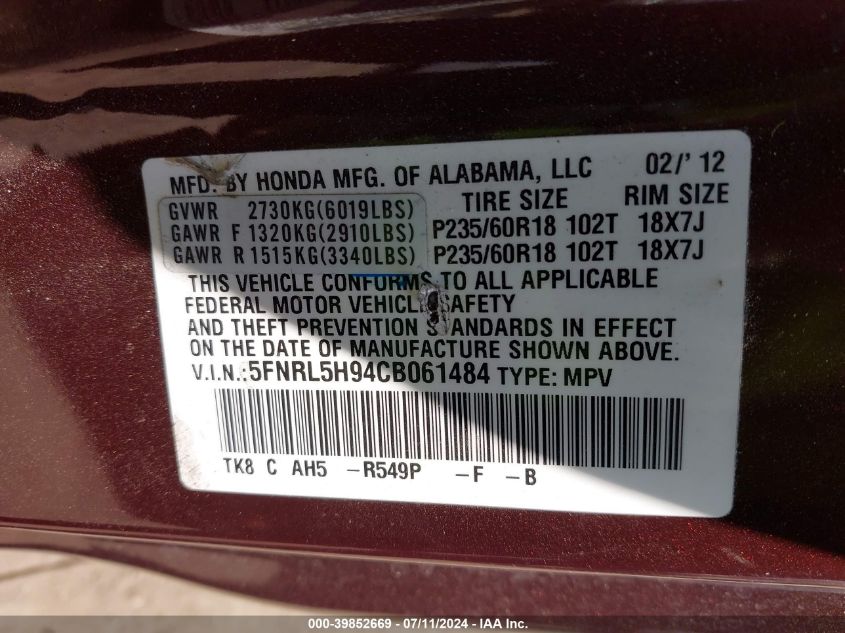 MFD. BY HONDA MFG. OF ALABAMA, LLC 02/' 12
GVWR 2730KG(6019LBS) TIRE SIZE RIM SIZE
GAWR F 1320KG(2910LBS) P235/60R18 102T 18X7J
GAWR R 1515KG(3340LBS) P235/60R18 102T 18X7J
THIS VEHICLE CONFORMS TO ALL APPLICABLE
FEDERAL MOTOR VEHICLE SAFETY
AND THEFT PREVENTION STANDARDS IN EFFECT
ON THE DATE OF MANUFACTURE SHOWN ABOVE.
V.I.N.: 5FNRL5H94CB061484 TYPE: MPV
TK8 C AH5 -R549P -F -B
000-39852669 - 07/11/2024 - IAAI.com